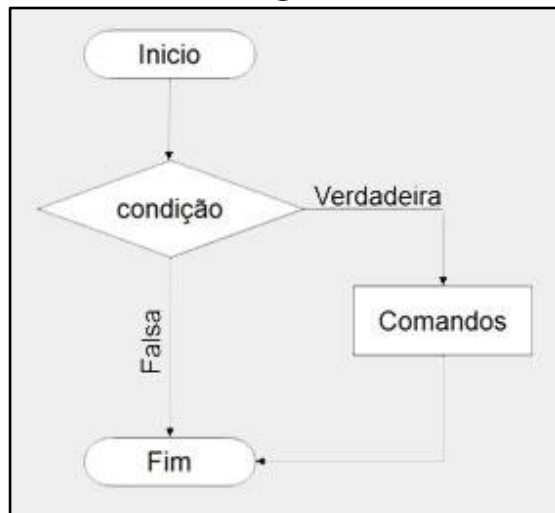 Inicio
condição
Verdadeira
Falsa
Comandos
Fim